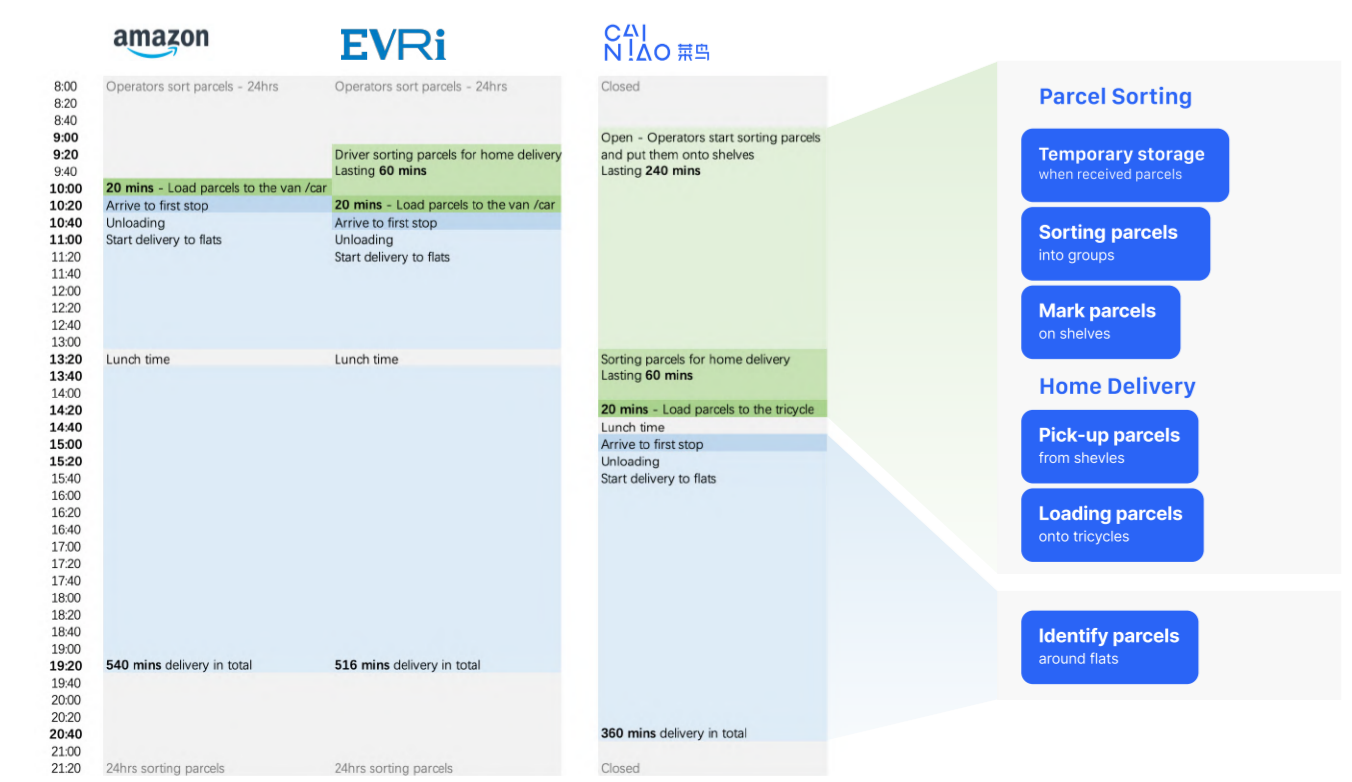 amazon
EVRi
CAI
NIAO 菜鸟
8:00 Operators sort parcels - 24hrs Operators sort parcels - 24hrs Closed
8:20
8:40
9:00 Open - Operators start sorting parcels
9:20 Driver sorting parcels for home delivery and put them onto shelves
9:40 Lasting 60 mins Lasting 240 mins
10:00 20 mins - Load parcels to the van /car
10:20 Arrive to first stop 20 mins - Load parcels to the van /car
10:40 Unloading Arrive to first stop
11:00 Start delivery to flats Unloading
11:20 Start delivery to flats
11:40
12:00
12:20
12:40
13:00
13:20 Lunch time Lunch time Sorting parcels for home delivery
13:40 Lasting 60 mins
14:00
14:20 20 mins - Load parcels to the tricycle
14:40 Lunch time
15:00 Arrive to first stop
15:20 Unloading
15:40 Start delivery to flats
16:00
16:20
16:40
17:00
17:20
17:40
18:00
18:20
18:40
19:00
19:20 540 mins delivery in total 516 mins delivery in total
19:40
20:00
20:20
20:40 360 mins delivery in total
21:00
21:20 24hrs sorting parcels 24hrs sorting parcels Closed
Parcel Sorting
Temporary storage
when received parcels
Sorting parcels
into groups
Mark parcels
on shelves
Home Delivery
Pick-up parcels
from shevles
Loading parcels
onto tricycles
Identify parcels
around flats